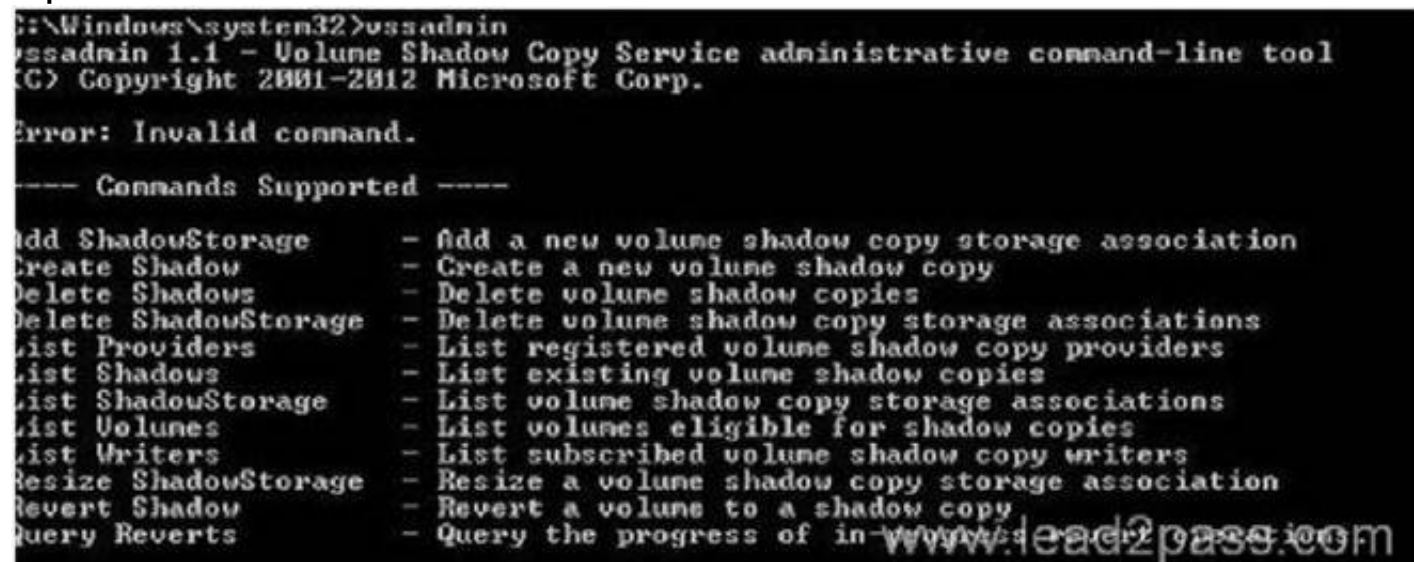 C:\Windows\system32>vssadmin
vssadmin 1.1 - Volume Shadow Copy Service administrative command-line tool
(C) Copyright 2001-2012 Microsoft Corp.
Error: Invalid command.
---- Commands Supported ----
Add ShadowStorage - Add a new volume shadow copy storage association
Create Shadow - Create a new volume shadow copy
Delete Shadows - Delete volume shadow copies
Delete ShadowStorage - Delete volume shadow copy storage associations
List Providers - List registered volume shadow copy providers
List Shadows - List existing volume shadow copies
List ShadowStorage - List volume shadow copy storage associations
List Volumes - List volumes eligible for shadow copies
List Writers - List subscribed volume shadow copy writers
Resize ShadowStorage - Resize a volume shadow copy storage association
Revert Shadow - Revert a volume to a shadow copy
Query Reverts - Query the progress of in-progress revert operations.
www.lead2pass.com